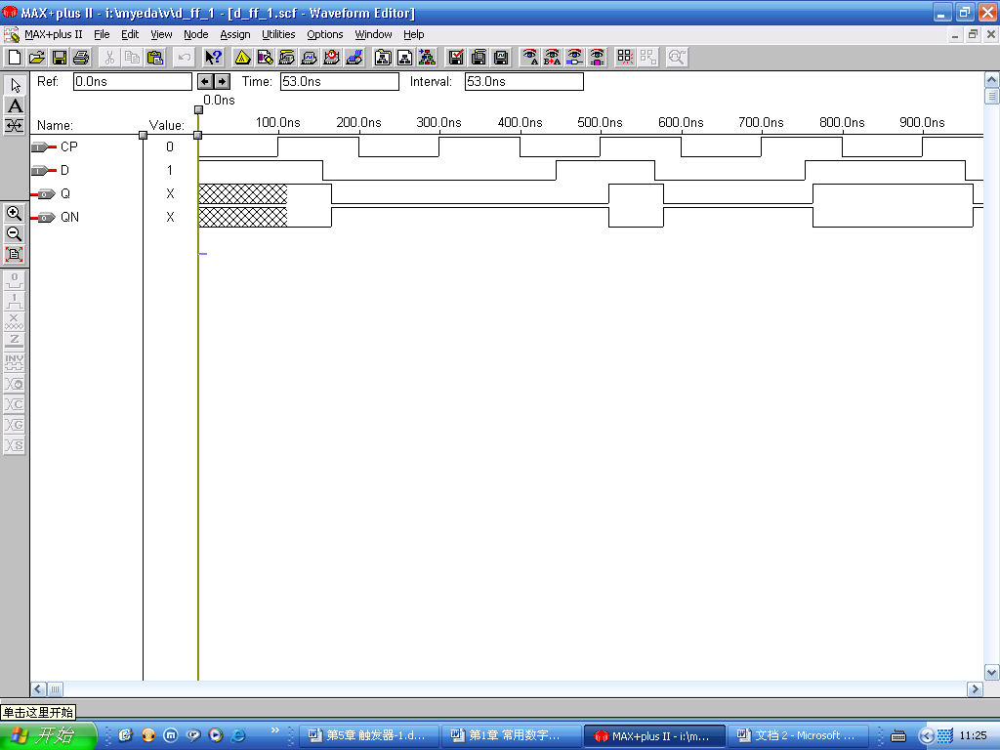 MAX+plus II - i:\myeda\v\d_ff_1 - [d_ff_1.scf - Waveform Editor]
MAX+plus II File Edit View Node Assign Utilities Options Window Help
Ref: 0.0ns Time: 53.0ns Interval: 53.0ns
0.0ns
Name: Value: 100.0ns 200.0ns 300.0ns 400.0ns 500.0ns 600.0ns 700.0ns 800.0ns 900.0ns
CP 0
D 1
Q X
QN X
单击这里开始
开始 第5章 触发器-1.d... 第1章 常用数字... MAX+plus II - i:\m... 文档 2 - Microsoft ... 11:25